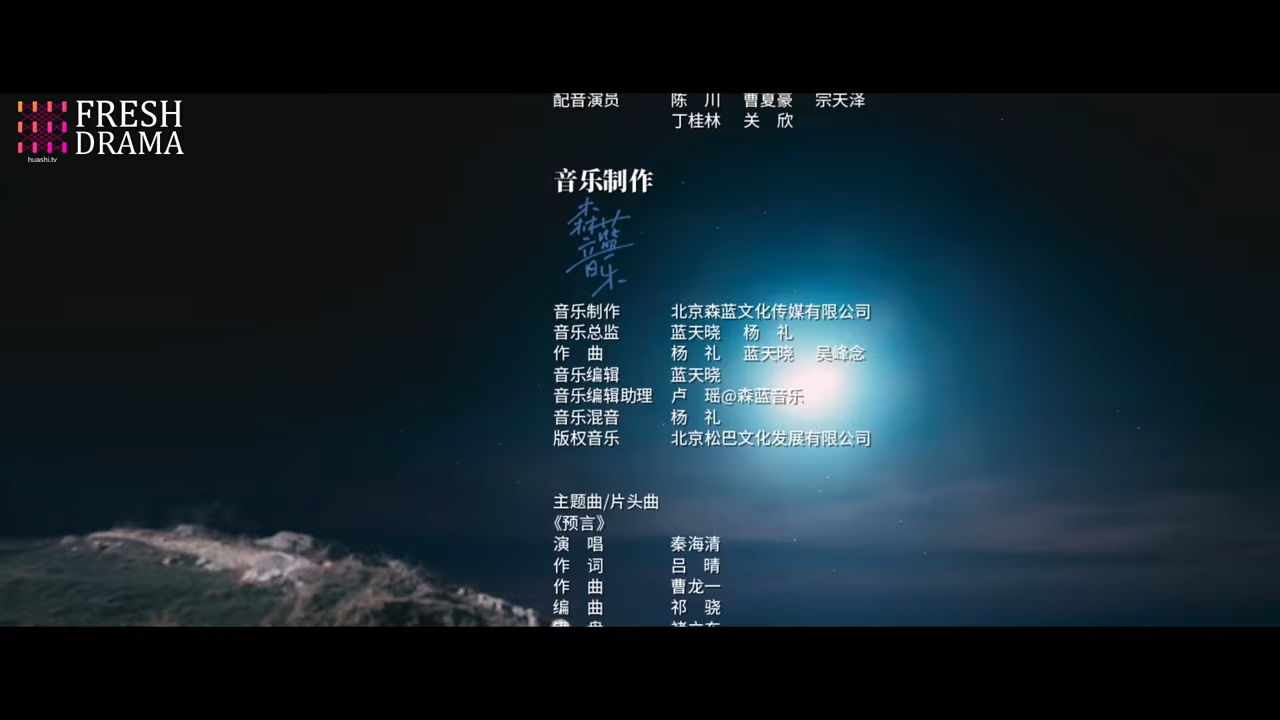 FRESH
DRAMA
huashi.tv
配音演员 陈 川 曹夏豪 宗天泽
丁桂林 关 欣
音乐制作
森蓝
音乐
音乐制作 北京森蓝文化传媒有限公司
音乐总监 蓝天晓 杨 礼
作 曲 杨 礼 蓝天晓 吴峰念
音乐编辑 蓝天晓
音乐编辑助理 卢 瑶@森蓝音乐
音乐混音 杨 礼
版权音乐 北京松巴文化发展有限公司
主题曲/片头曲
《预言》
演 唱 秦海清
作 词 吕 晴
作 曲 曹龙一
编 曲 祁 骁